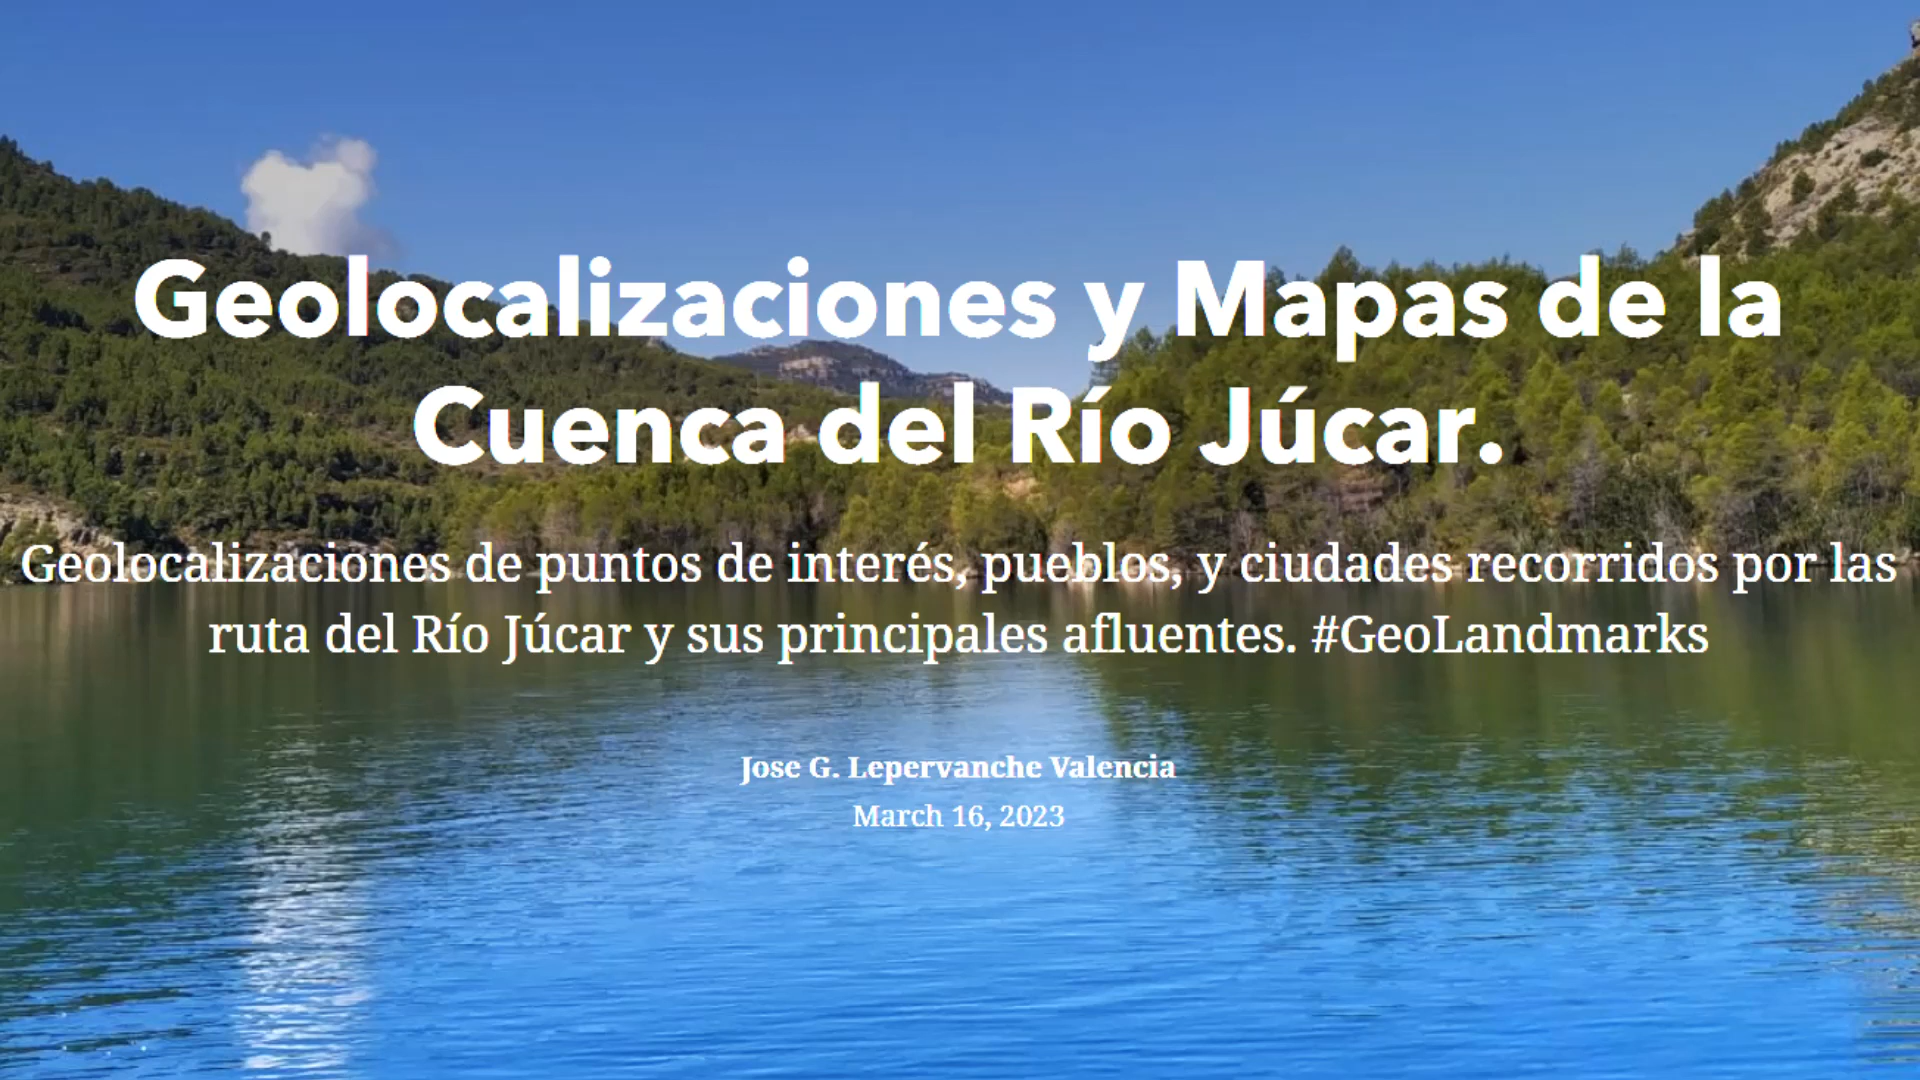 Geolocalizaciones y Mapas de la
Cuenca del Río Júcar.
Geolocalizaciones de puntos de interés, pueblos, y ciudades recorridos por las
ruta del Río Júcar y sus principales afluentes. #GeoLandmarks
Jose G. Lepervanche Valencia
March 16, 2023